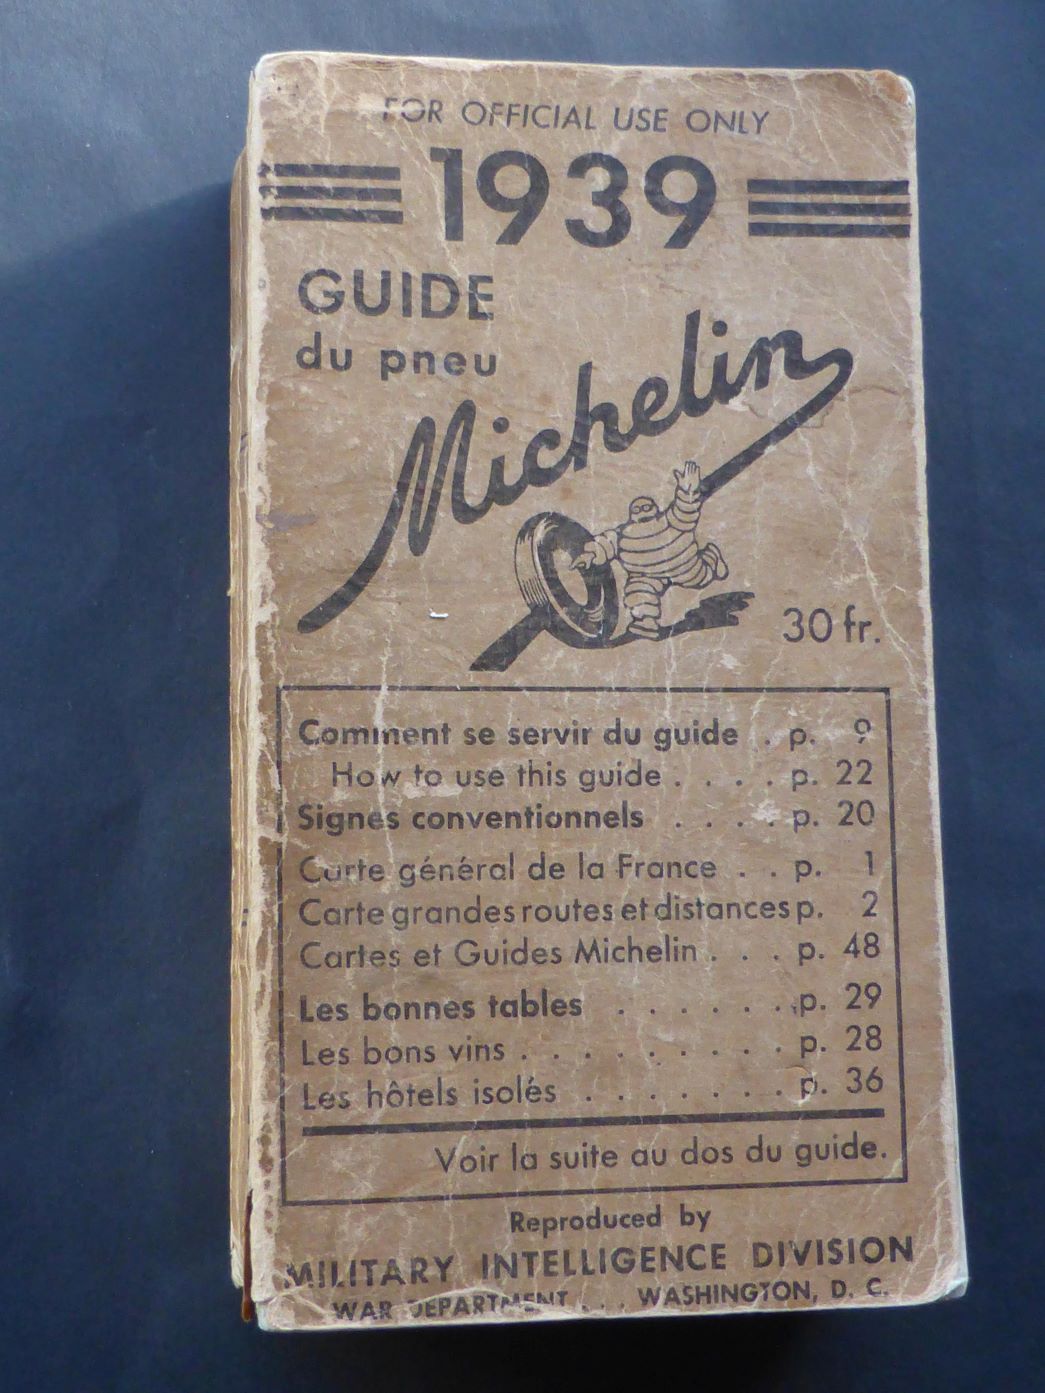 FOR OFFICIAL USE ONLY
1939
GUIDE
du pneu
Michelin
30 fr.
Comment se servir du guide . p. 9
How to use this guide . . . . p. 22
Signes conventionnels . . . . p. 20
Carte général de la France . . p. 1
Carte grandes routes et distances p. 2
Cartes et Guides Michelin . . . p. 48
Les bonnes tables . . . . . . . p. 29
Les bons vins . . . . . . . . . p. 28
Les hôtels isolés . . . . . . . p. 36
Voir la suite au dos du guide.
Reproduced by
MILITARY INTELLIGENCE DIVISION
WAR DEPARTMENT . . . WASHINGTON, D. C.